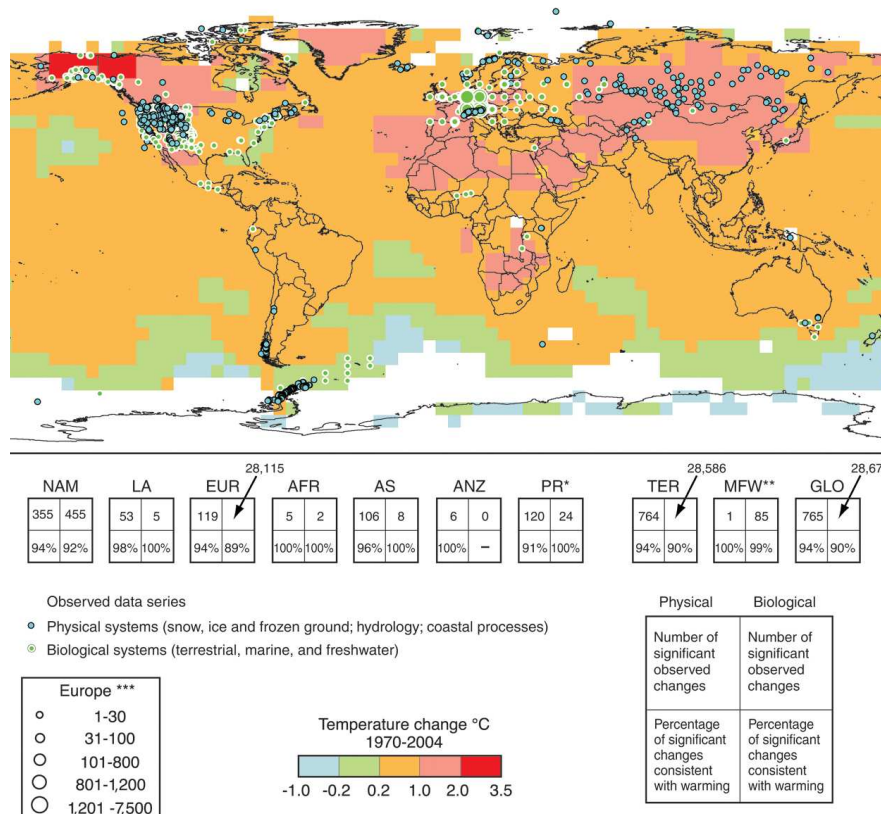 28,115
28,586
28,67
NAM LA EUR AFR AS ANZ PR* TER MFW** GLO
355 455 53 5 119 5 2 106 8 6 0 120 24 764 1 85 765
94% 92% 98% 100% 94% 89% 100% 100% 96% 100% 100% – 91% 100% 94% 90% 100% 99% 94% 90%
Observed data series
Physical systems (snow, ice and frozen ground; hydrology; coastal processes)
Biological systems (terrestrial, marine, and freshwater)
Europe ***
1-30
31-100
101-800
801-1,200
1,201 -7,500
Temperature change °C
1970-2004
-1.0 -0.2 0.2 1.0 2.0 3.5
Physical Biological
Number of
significant
observed
changes
Number of
significant
observed
changes
Percentage
of significant
changes
consistent
with warming
Percentage
of significant
changes
consistent
with warming